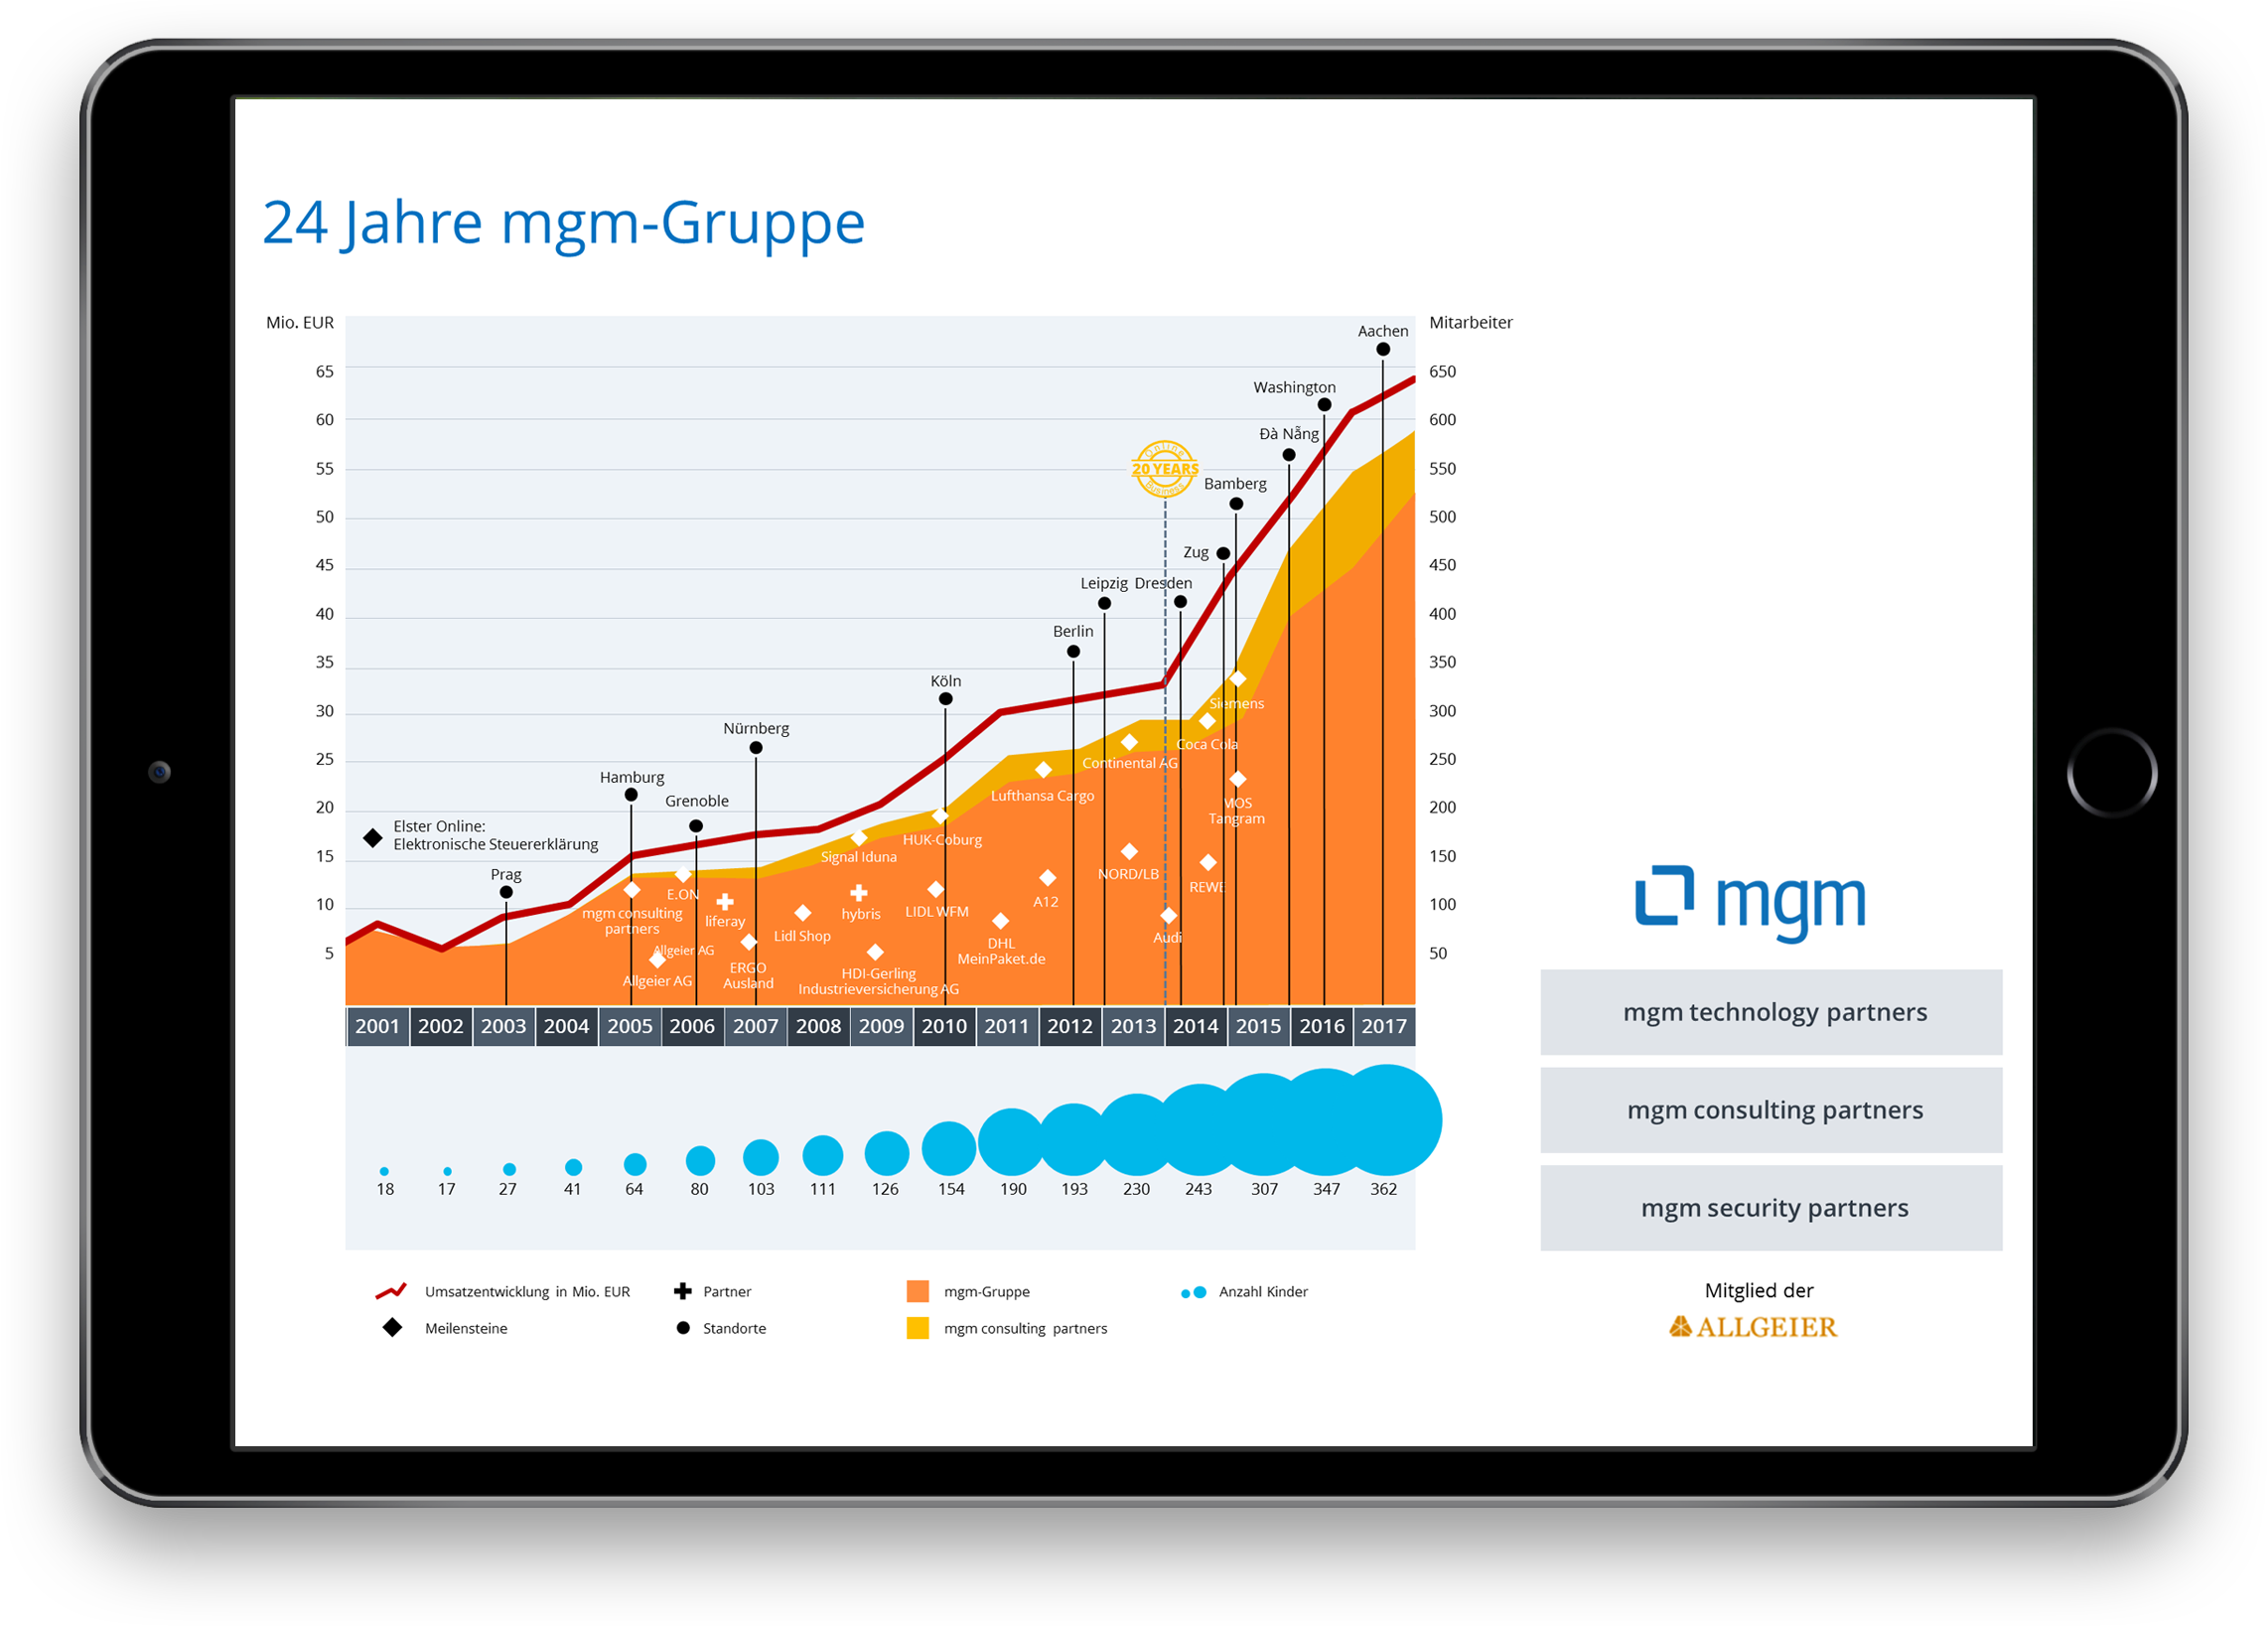 24 Jahre mgm-Gruppe
Mio. EUR
Mitarbeiter
65
60
55
50
45
40
35
30
25
20
15
10
5
650
600
550
500
450
400
350
300
250
200
150
100
50
Aachen
Washington
Đà Nẵng
Online
20 YEARS
Business
Bamberg
Zug
Leipzig
Dresden
Berlin
Köln
Nürnberg
Hamburg
Grenoble
Elster Online:
Elektronische Steuererklärung
Prag
Siemens
Coca Cola
Continental AG
Lufthansa Cargo
MOS
Tangram
HUK-Coburg
Signal Iduna
NORD/LB
REWE
E.ON
A12
mgm consulting
partners
liferay
hybris
LIDL WFM
Lidl Shop
Audi
DHL
MeinPaket.de
Allgeier AG
Allgeier AG
ERGO
Ausland
HDI-Gerling
Industrieversicherung AG
2001 2002 2003 2004 2005 2006 2007 2008 2009 2010 2011 2012 2013 2014 2015 2016 2017
18 17 27 41 64 80 103 111 126 154 190 193 230 243 307 347 362
Umsatzentwicklung in Mio. EUR
Partner
mgm-Gruppe
Anzahl Kinder
Meilensteine
Standorte
mgm consulting partners
mgm
mgm technology partners
mgm consulting partners
mgm security partners
Mitglied der
ALLGEIER